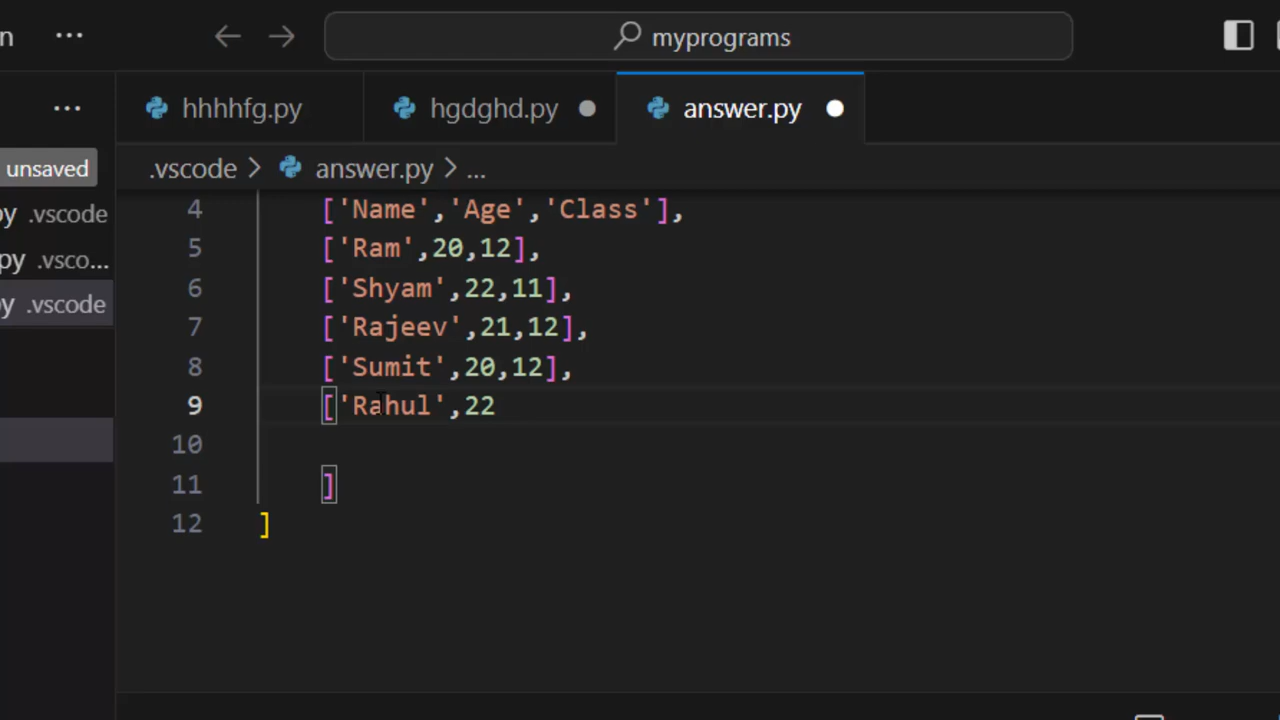 n ··· ← → myprograms
··· hhhhfg.py hgdghd.py ● answer.py ●
unsaved .vscode > answer.py > ...
py .vscode 4 ['Name','Age','Class'],
5 ['Ram',20,12],
py .vsco... 6 ['Shyam',22,11],
py .vscode 7 ['Rajeev',21,12],
8 ['Sumit',20,12],
9 ['Rahul',22
10
11 ]
12 ]